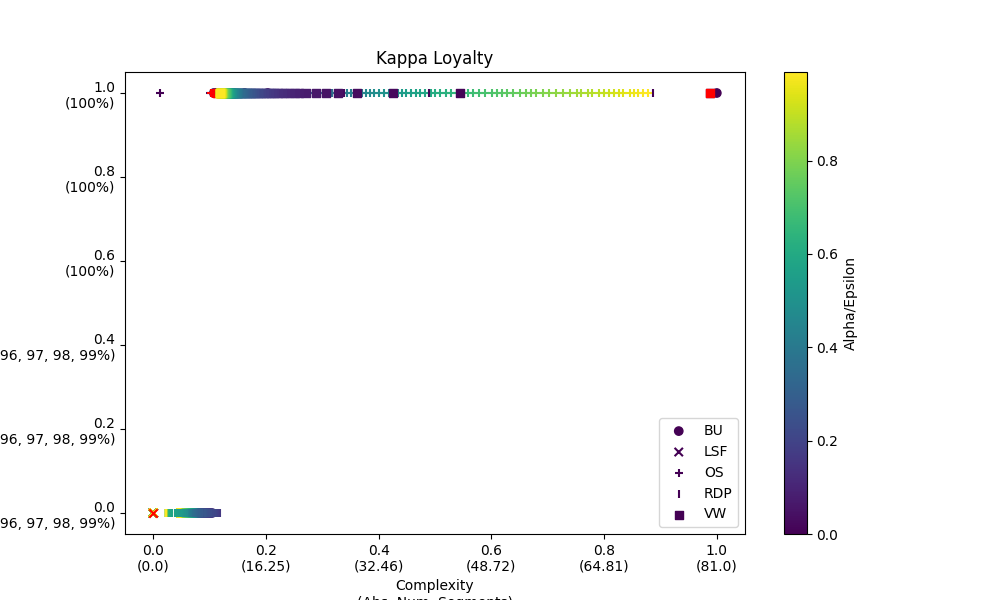 Kappa Loyalty
1.0
(100%)
0.8
(100%)
0.6
(100%)
0.4
96, 97, 98, 99%)
0.2
96, 97, 98, 99%)
0.0
96, 97, 98, 99%)
0.0
(0.0)
0.2
(16.25)
0.4
(32.46)
0.6
(48.72)
0.8
(64.81)
1.0
(81.0)
Complexity
(Abs. Num. Segments)
BU
LSF
OS
RDP
VW
0.8
0.6
0.4
0.2
0.0
Alpha/Epsilon